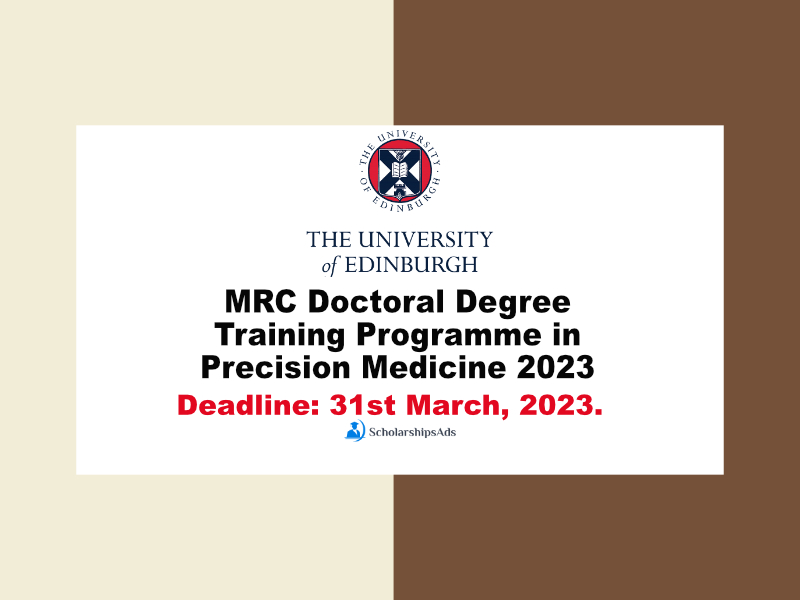 THE UNIVERSITY
OF EDINBURGH
THE UNIVERSITY
of EDINBURGH
MRC Doctoral Degree
Training Programme in
Precision Medicine 2023
Deadline: 31st March, 2023.
ScholarshipsAds